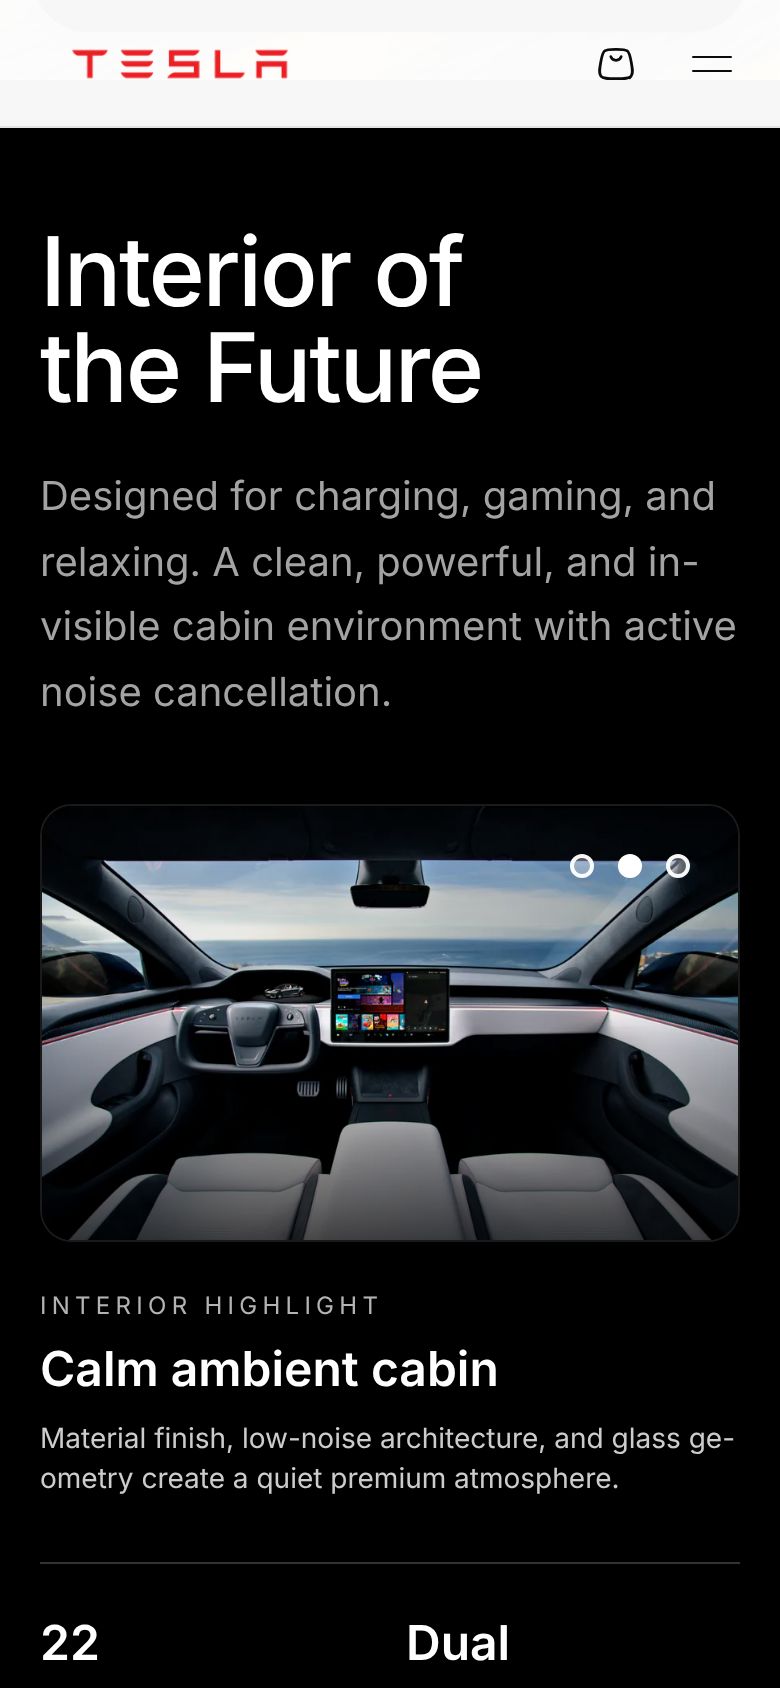 TESLA
Interior of
the Future
Designed for charging, gaming, and
relaxing. A clean, powerful, and in-
visible cabin environment with active
noise cancellation.
INTERIOR HIGHLIGHT
Calm ambient cabin
Material finish, low-noise architecture, and glass ge-
ometry create a quiet premium atmosphere.
22
Dual